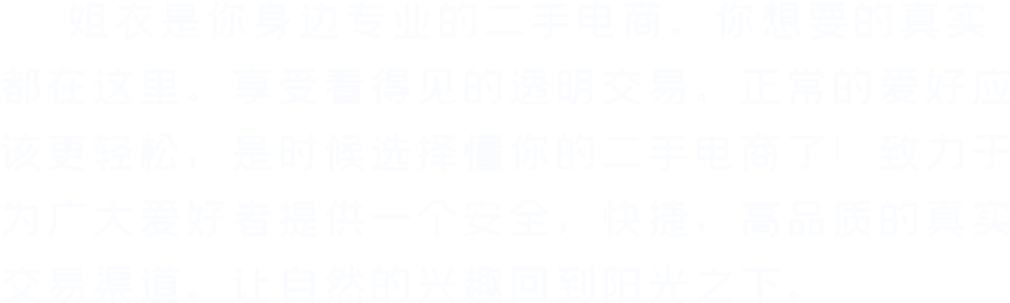 姐衣是你身边专业的二手电商。你想要的真实
都在这里。享受看得见的透明交易。正常的爱好应
该更轻松，是时候选择懂你的二手电商了！致力于
为广大爱好者提供一个安全，快捷，高品质的真实
交易渠道。让自然的兴趣回到阳光之下。